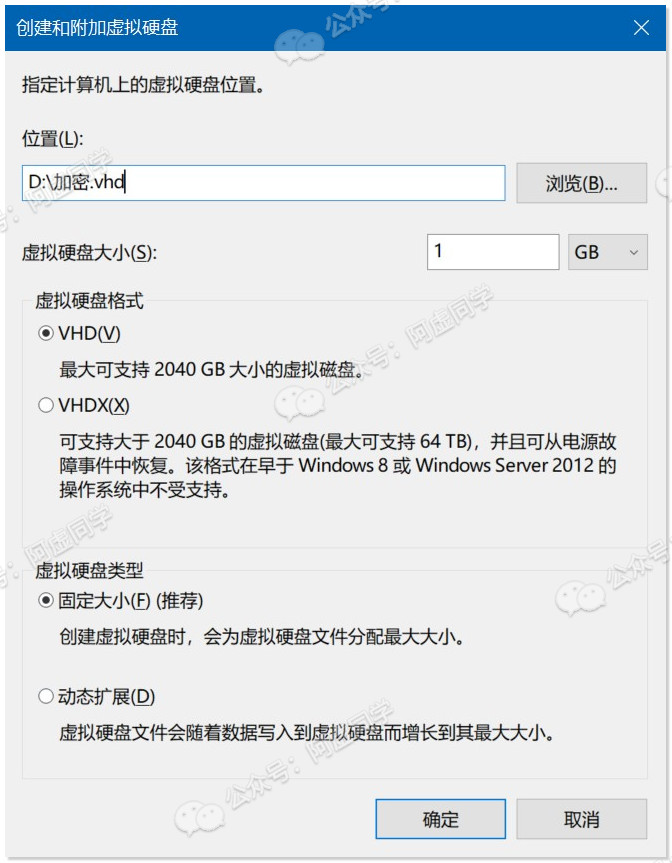 创建和附加虚拟硬盘
指定计算机上的虚拟硬盘位置。
位置(L):
D:\加密.vhd
浏览(B)...
虚拟硬盘大小(S):
1
GB
虚拟硬盘格式
VHD(V)
最大可支持 2040 GB 大小的虚拟磁盘。
VHDX(X)
可支持大于 2040 GB 的虚拟磁盘(最大可支持 64 TB)，并且可从电源故
障事件中恢复。该格式在早于 Windows 8 或 Windows Server 2012 的
操作系统中不受支持。
虚拟硬盘类型
固定大小(F) (推荐)
创建虚拟硬盘时，会为虚拟硬盘文件分配最大大小。
动态扩展(D)
虚拟硬盘文件会随着数据写入到虚拟硬盘而增长到其最大大小。
确定
取消
公众号：阿虚同学
公众号：阿虚同学